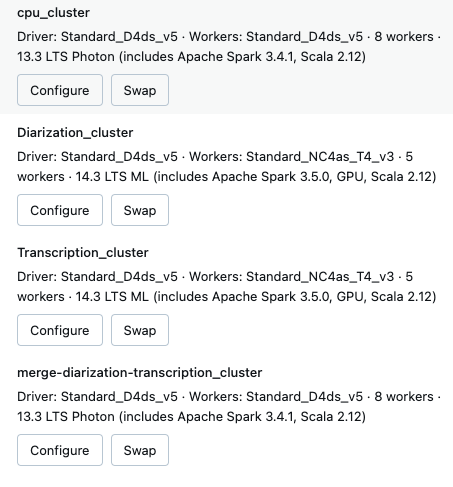 cpu_cluster
Driver: Standard_D4ds_v5 · Workers: Standard_D4ds_v5 · 8 workers ·
13.3 LTS Photon (includes Apache Spark 3.4.1, Scala 2.12)
Configure Swap
Diarization_cluster
Driver: Standard_D4ds_v5 · Workers: Standard_NC4as_T4_v3 · 5
workers · 14.3 LTS ML (includes Apache Spark 3.5.0, GPU, Scala 2.12)
Configure Swap
Transcription_cluster
Driver: Standard_D4ds_v5 · Workers: Standard_NC4as_T4_v3 · 5
workers · 14.3 LTS ML (includes Apache Spark 3.5.0, GPU, Scala 2.12)
Configure Swap
merge-diarization-transcription_cluster
Driver: Standard_D4ds_v5 · Workers: Standard_D4ds_v5 · 8 workers ·
13.3 LTS Photon (includes Apache Spark 3.4.1, Scala 2.12)
Configure Swap